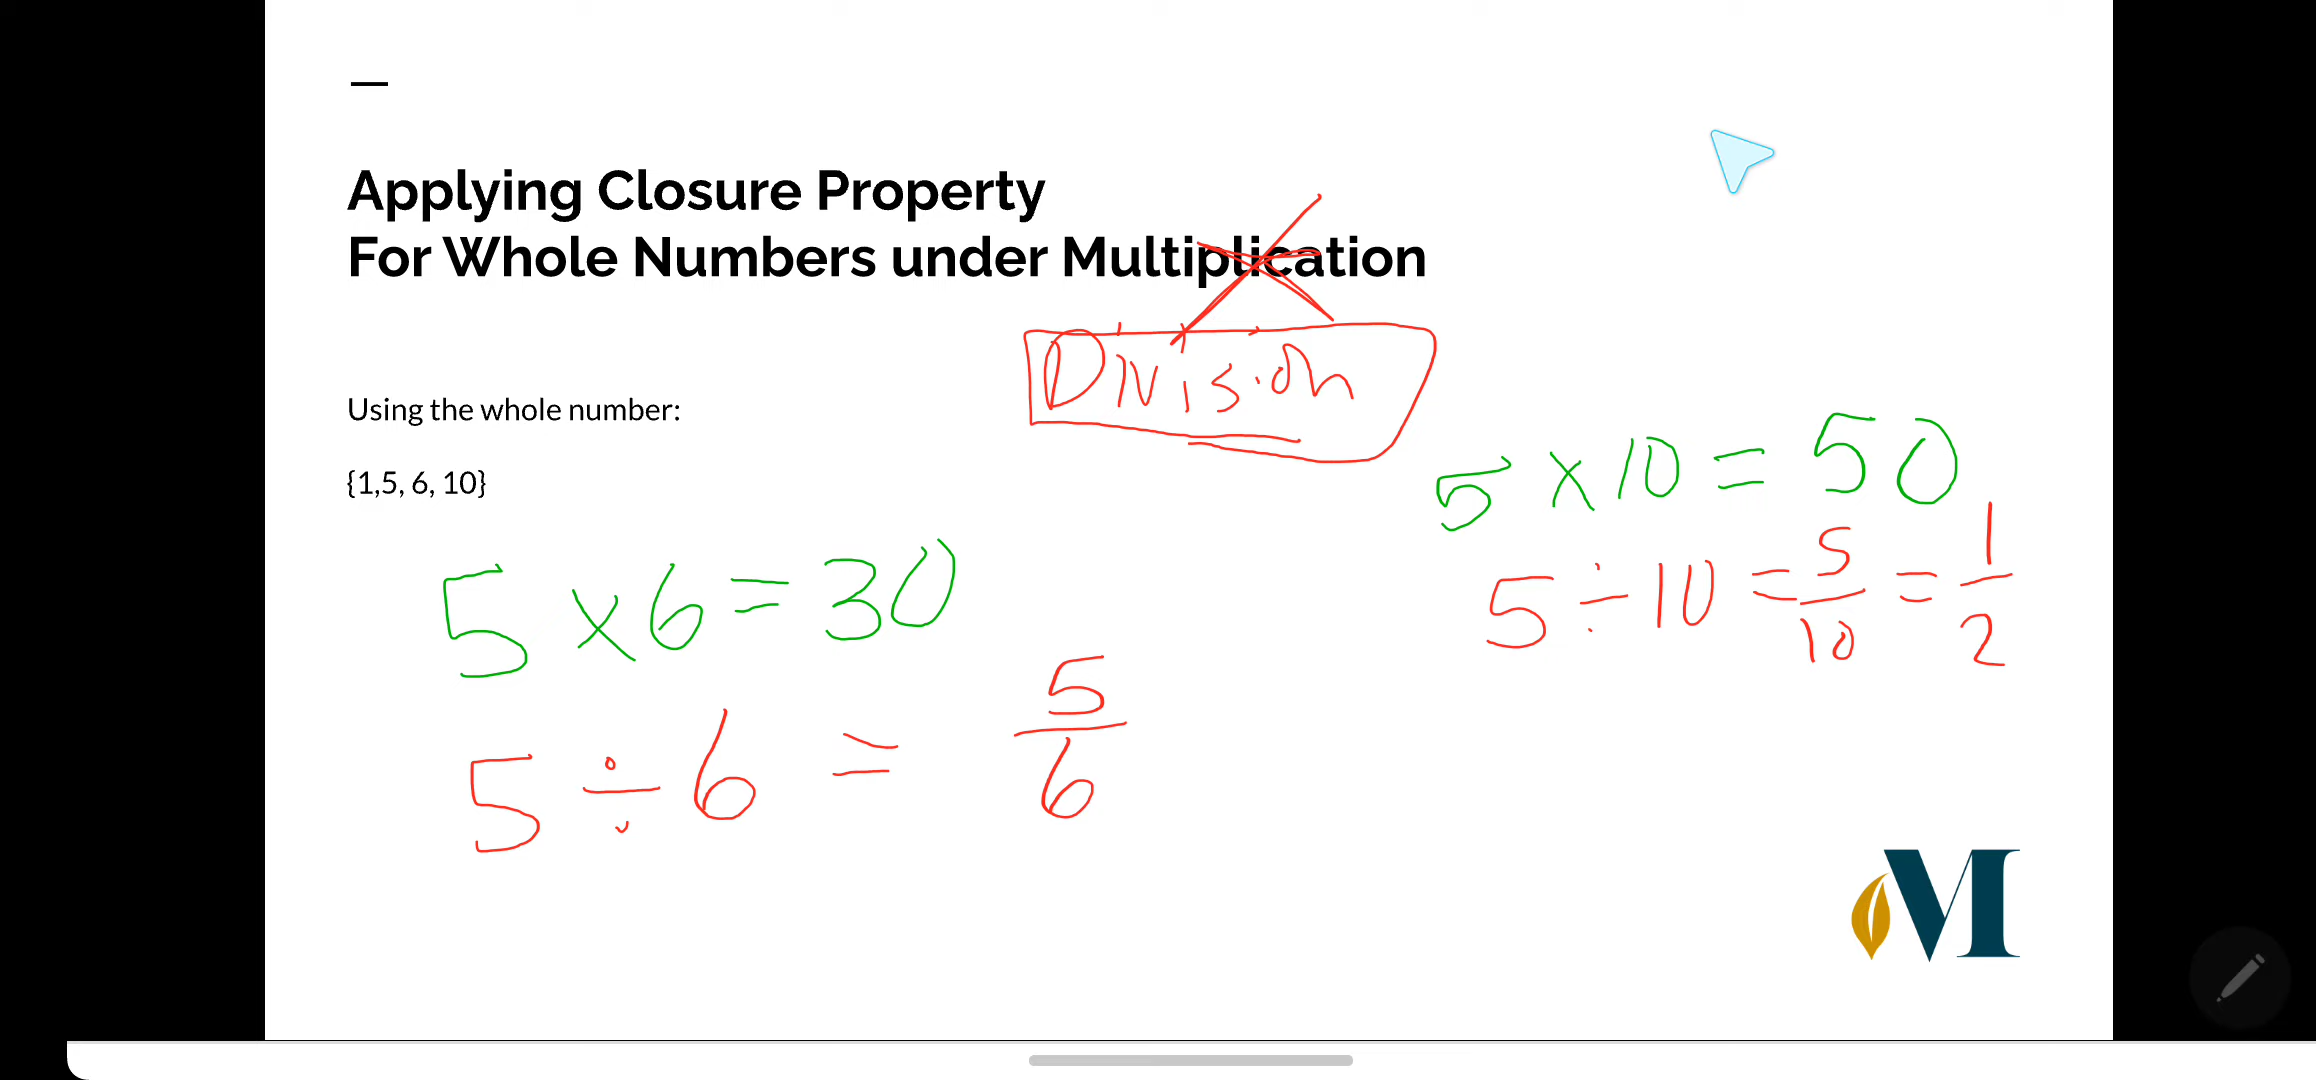 Applying Closure Property
For Whole Numbers under Multiplication
Division
Using the whole number:
{1,5, 6, 10}
5 x 10 = 50
5 ÷ 10 = 5/10 = 1/2
5 x 6 = 30
5 ÷ 6 = 5/6
M